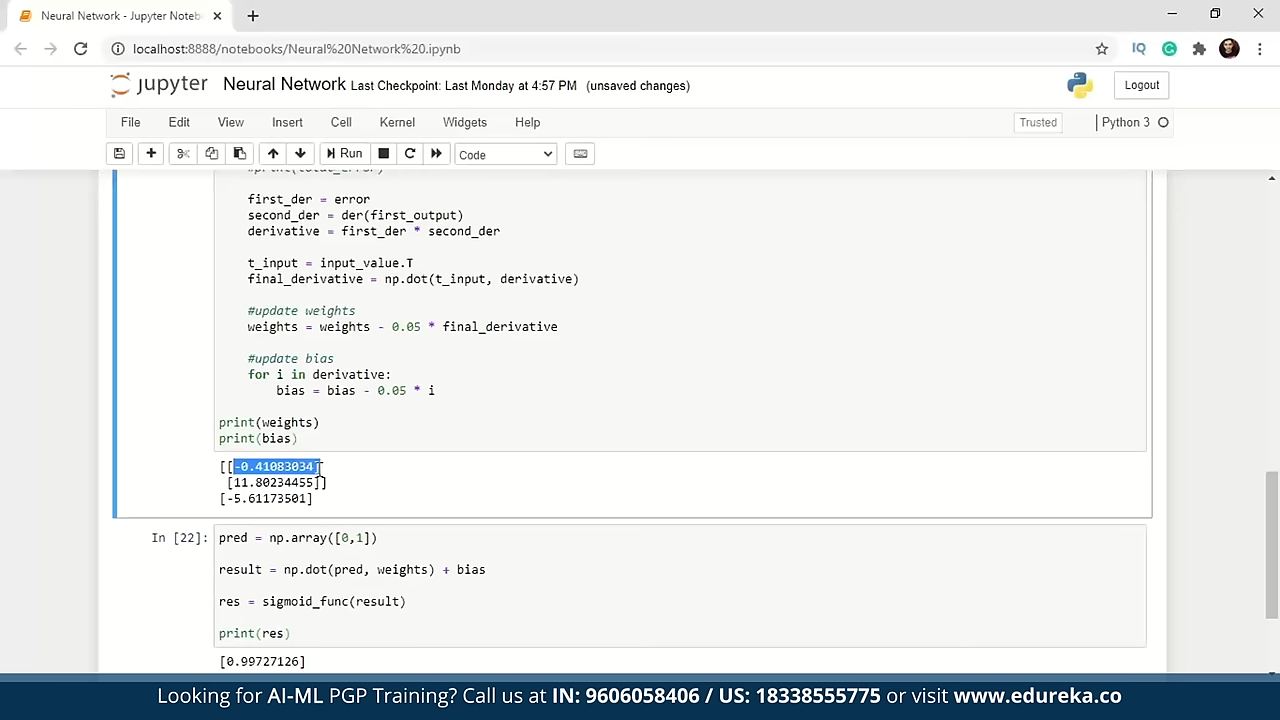 Neural Network - Jupyter Noteb
localhost:8888/notebooks/Neural%20Network%20.ipynb
IQ
jupyter Neural Network Last Checkpoint: Last Monday at 4:57 PM (unsaved changes)
Logout
File Edit View Insert Cell Kernel Widgets Help
Trusted Python 3
Run Code
#print(total_error)
first_der = error
second_der = der(first_output)
derivative = first_der * second_der
t_input = input_value.T
final_derivative = np.dot(t_input, derivative)
#update weights
weights = weights - 0.05 * final_derivative
#update bias
for i in derivative:
bias = bias - 0.05 * i
print(weights)
print(bias)
[[-0.41083034]
[11.80234455]]
[-5.61173501]
In [22]: pred = np.array([0,1])
result = np.dot(pred, weights) + bias
res = sigmoid_func(result)
print(res)
[0.99727126]
Looking for AI-ML PGP Training? Call us at IN: 9606058406 / US: 18338555775 or visit www.edureka.co